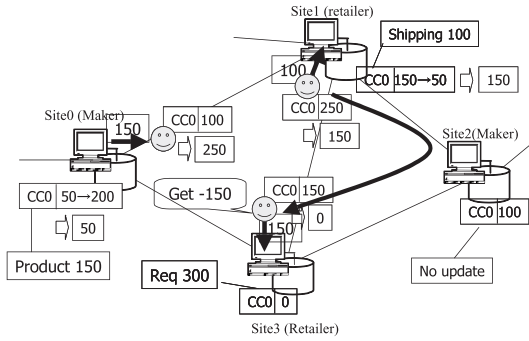 Site1 (retailer)
Shipping 100
100
CC0 150→50
150
CC0 250
150
Site0 (Maker)
150
CC0 100
250
Site2(Maker)
CC0 50→200
50
Get -150
CC0 150
0
150
CC0 100
Product 150
Req 300
No update
CC0 0
Site3 (Retailer)